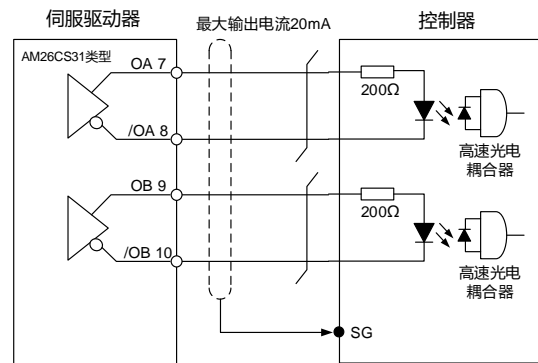 伺服驱动器
最大输出电流20mA
控制器
AM26CS31类型
OA 7
200Ω
/OA 8
高速光电
耦合器
OB 9
200Ω
/OB 10
高速光电
耦合器
SG